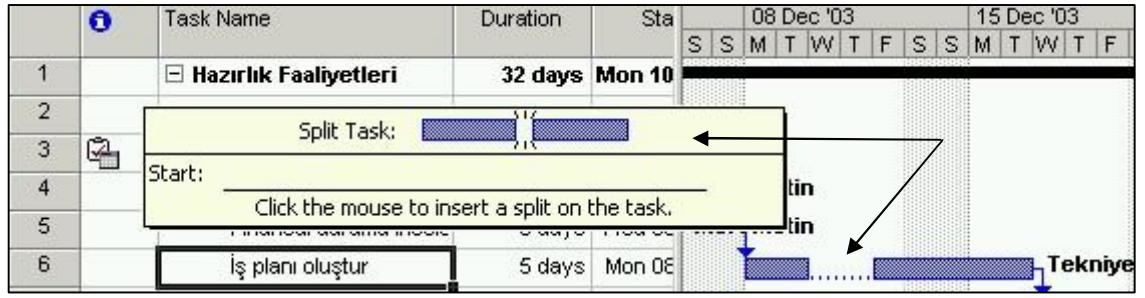 Task Name Duration Sta 08 Dec '03 15 Dec '03
S S M T W T F S S M T W T F
1 Hazırlık Faaliyetleri 32 days Mon 10
2
Split Task:
3
Start:
4 tin
Click the mouse to insert a split on the task.
5 tin
6 İş planı oluştur 5 days Mon 08 Tekniye